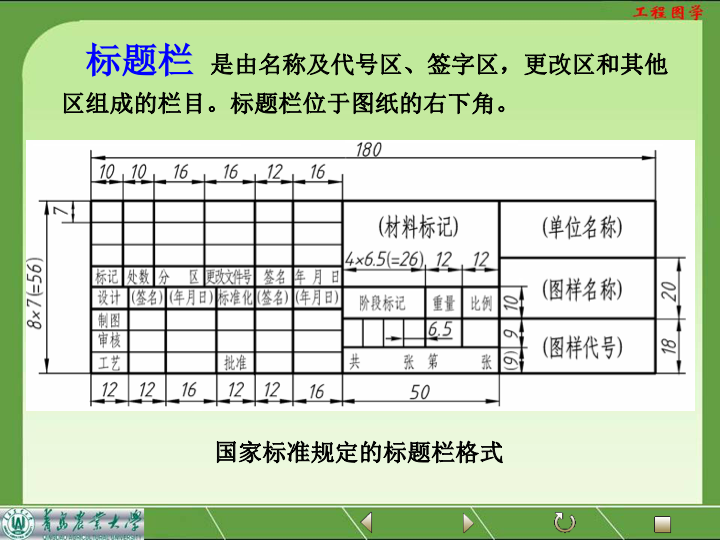 工程图学
标题栏 是由名称及代号区、签字区，更改区和其他
区组成的栏目。标题栏位于图纸的右下角。
180
10 10 16 16 12 16
7
(材料标记) (单位名称)
4×6.5(=26) 12 12
8×7(=56)
标记 处数 分 区 更改文件号 签名 年 月 日
设计 (签名) (年月日) 标准化 (签名) (年月日) 阶段标记 重量 比例 10 (图样名称) 20
制图
审核 6.5 9 (图样代号) 18
工艺 批准 共 张 第 张 (9)
12 12 16 12 12 16 50
国家标准规定的标题栏格式
青岛农业大学